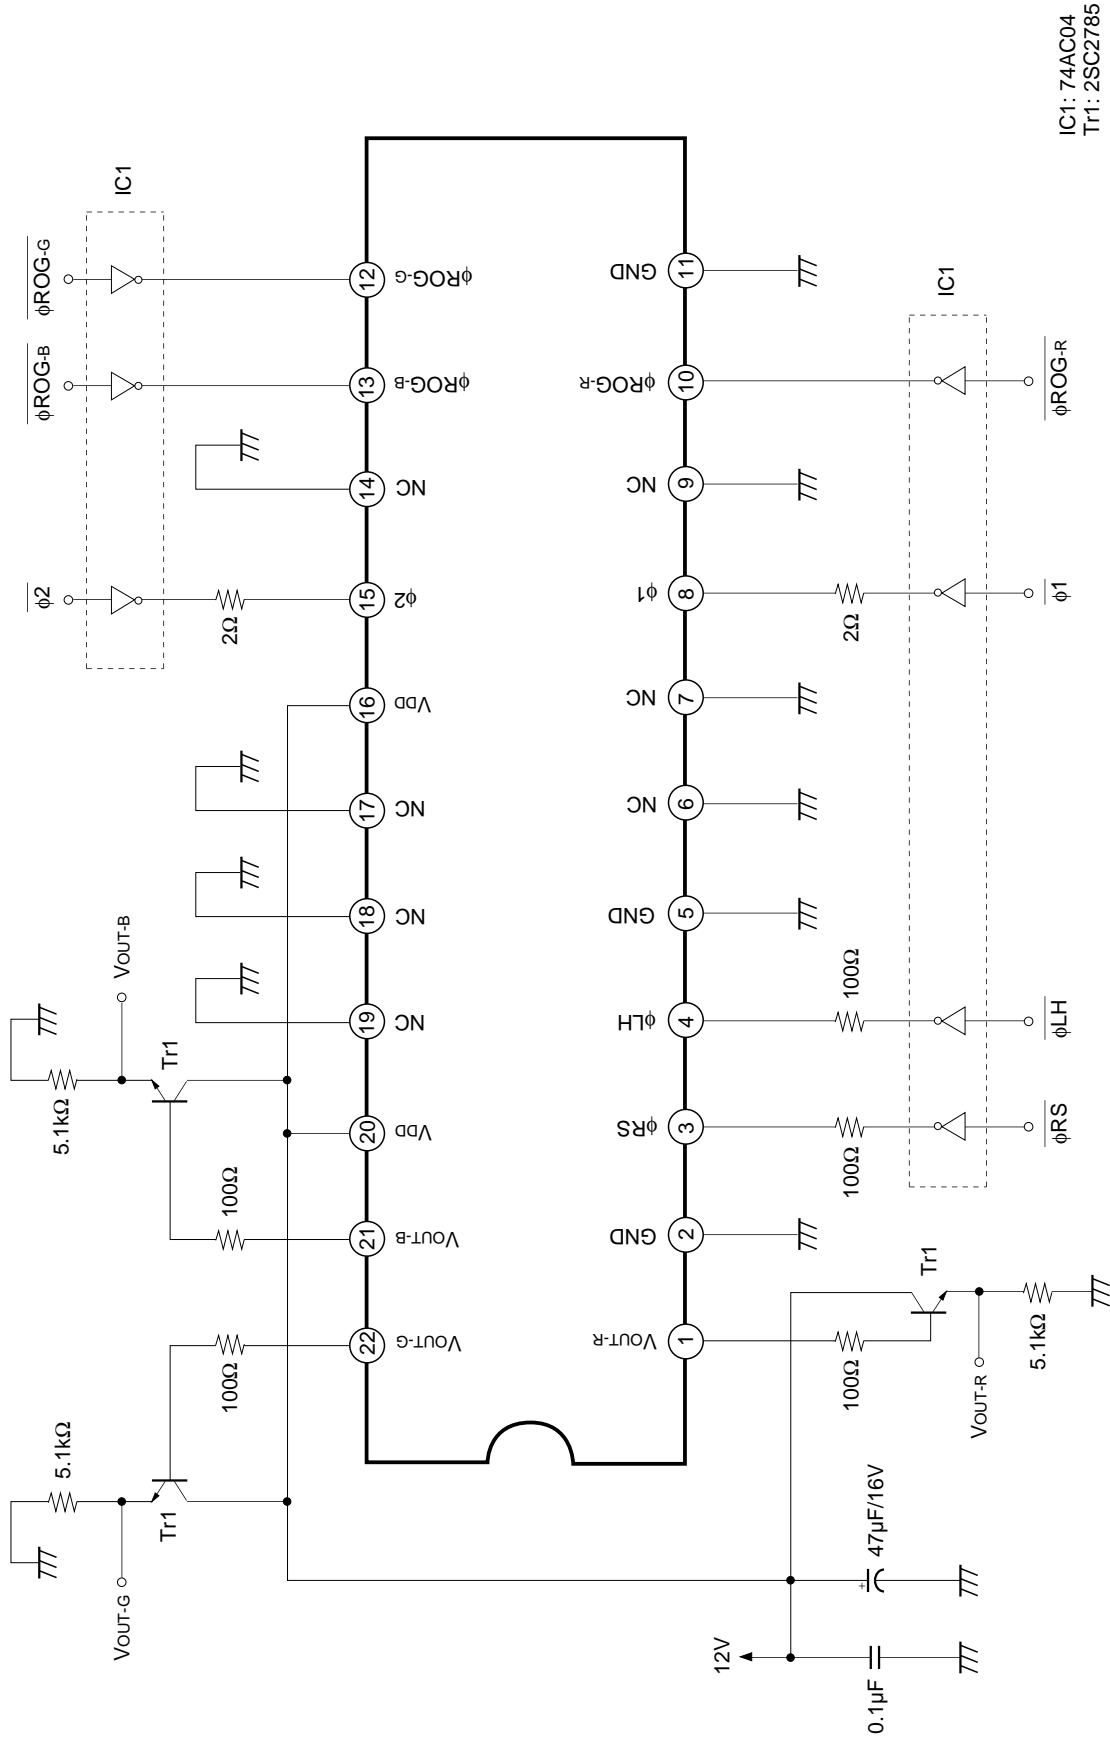 φROG-G
φROG-B
φ2
IC1
2Ω
VOUT-B
5.1kΩ
Tr1
100Ω
100Ω
5.1kΩ
Tr1
VOUT-G
12
φROG-G
13
φROG-B
14
NC
15
φ2
16
VDD
17
NC
18
NC
19
NC
20
VDD
21
VOUT-B
22
VOUT-G
GND
11
φROG-R
10
NC
9
φ1
8
NC
7
NC
6
GND
5
φLH
4
φRS
3
GND
2
VOUT-R
1
IC1
φROG-R
2Ω
φ1
100Ω
φLH
100Ω
φRS
Tr1
100Ω
VOUT-R
5.1kΩ
12V
+
47µF/16V
0.1µF
IC1: 74AC04
Tr1: 2SC2785